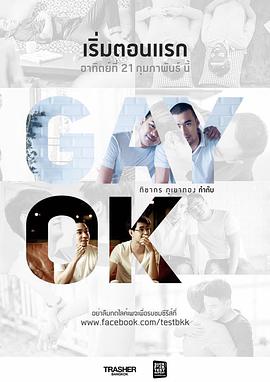 เริ่มตอนแรก
อาทิตย์ที่ 21 กุมภาพันธ์ นี้
GAY
ทิชากร ภูเขาทอง กำกับ
OK
อย่าลืมกดไลค์เพจเพื่อรับชมซีรีส์ที่
www.facebook.com/testbkk
TRASHER
BANGKOK